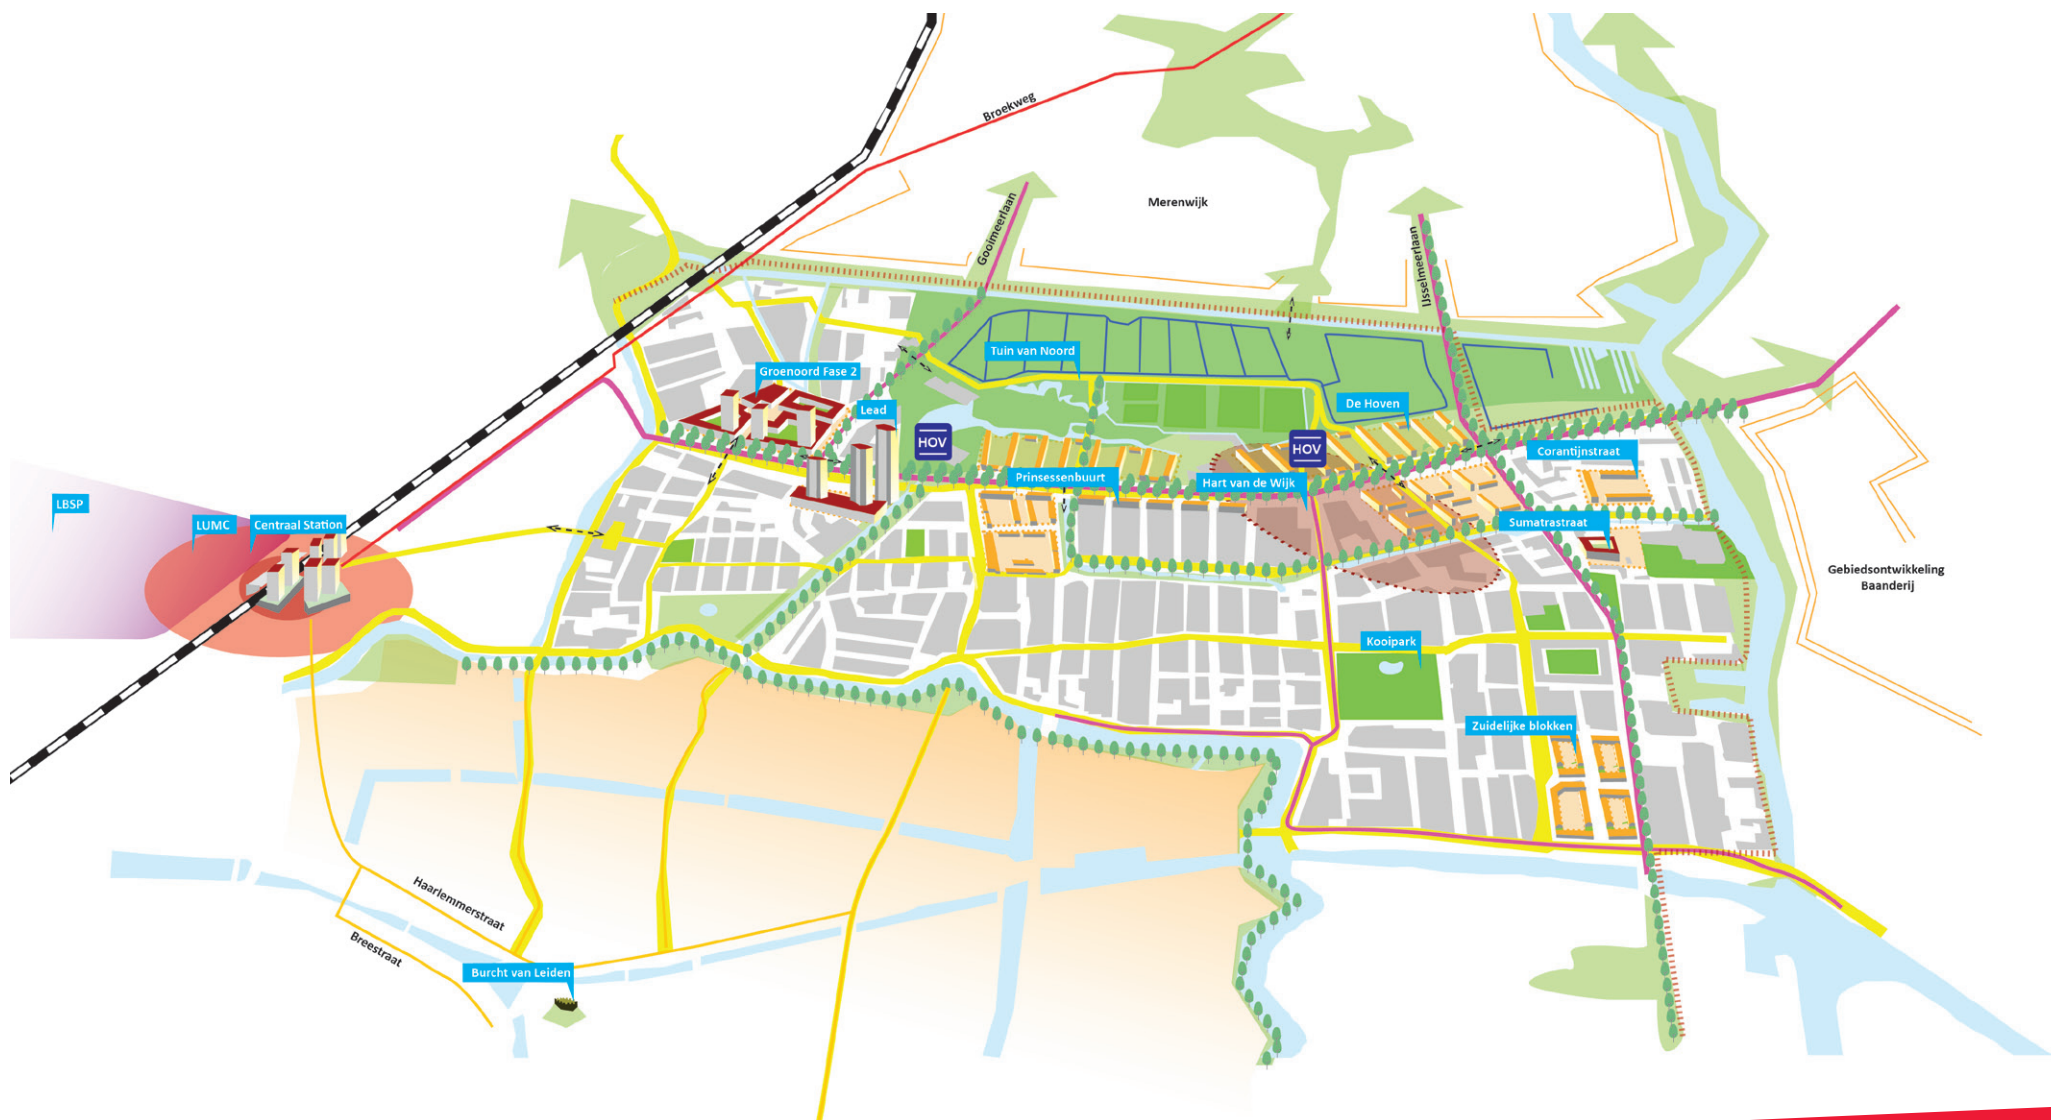 Broekweg
Merenwijk
Gooimeerlaan
IJsselmeerlaan
Tuin van Noord
Groenoord Fase 2
Lead
De Hoven
HOV
HOV
Corantijnstraat
Prinsessenbuurt
Hart van de Wijk
LBSP
LUMC
Centraal Station
Sumatrastraat
Gebiedsontwikkeling
Baanderij
Kooipark
Zuidelijke blokken
Haarlemmerstraat
Breestraat
Burcht van Leiden